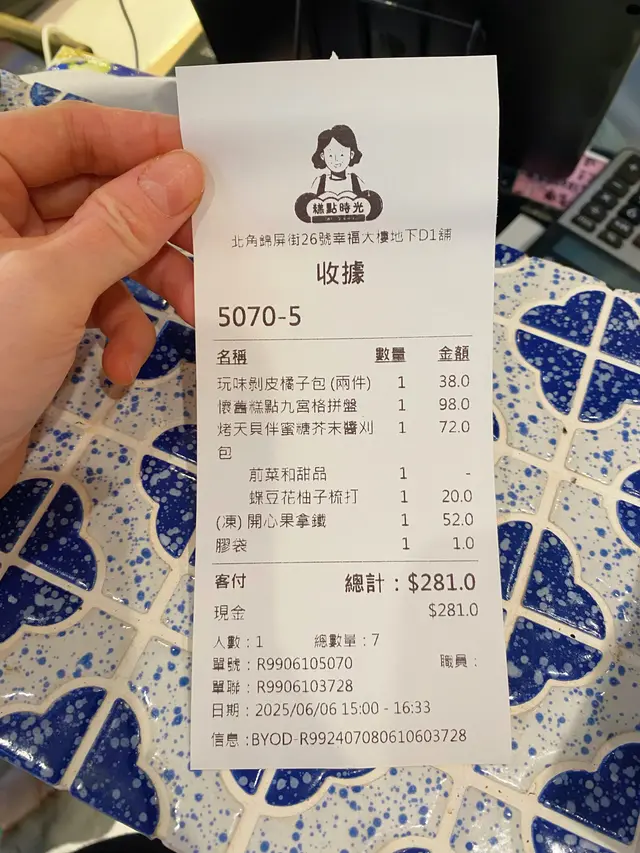 糕點時光
北角錦屏街26號幸福大樓地下D1舖
收據
5070-5
名稱 數量 金額
玩味剝皮橘子包 (兩件) 1 38.0
懷舊糕點九宮格拼盤 1 98.0
烤天貝伴蜜糖芥末醬刈 1 72.0
包
前菜和甜品 1 -
蝶豆花柚子梳打 1 20.0
(凍) 開心果拿鐵 1 52.0
膠袋 1 1.0
客付 總計：$281.0
現金 $281.0
人數：1 總數量：7
單號：R9906105070 職員：
單聯：R9906103728
日期：2025/06/06 15:00 - 16:33
信息：BYOD-R992407080610603728